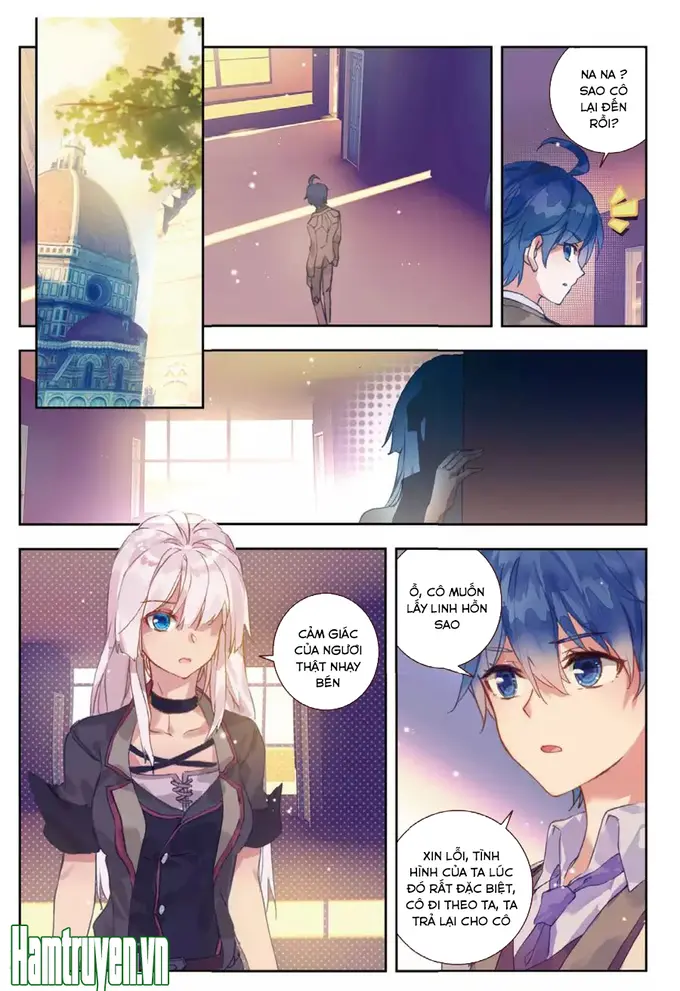 NA NA ?
SAO CÔ
LẠI ĐẾN
RỒI?
CẢM GIÁC
CỦA NGƯƠI
THẬT NHẠY
BÉN
Ồ, CÔ MUỐN
LẤY LINH HỒN
SAO
XIN LỖI, TÌNH
HÌNH CỦA TA LÚC
ĐÓ RẤT ĐẶC BIỆT,
CÔ ĐI THEO TA, TA
TRẢ LẠI CHO CÔ
Hamtruyen.vn